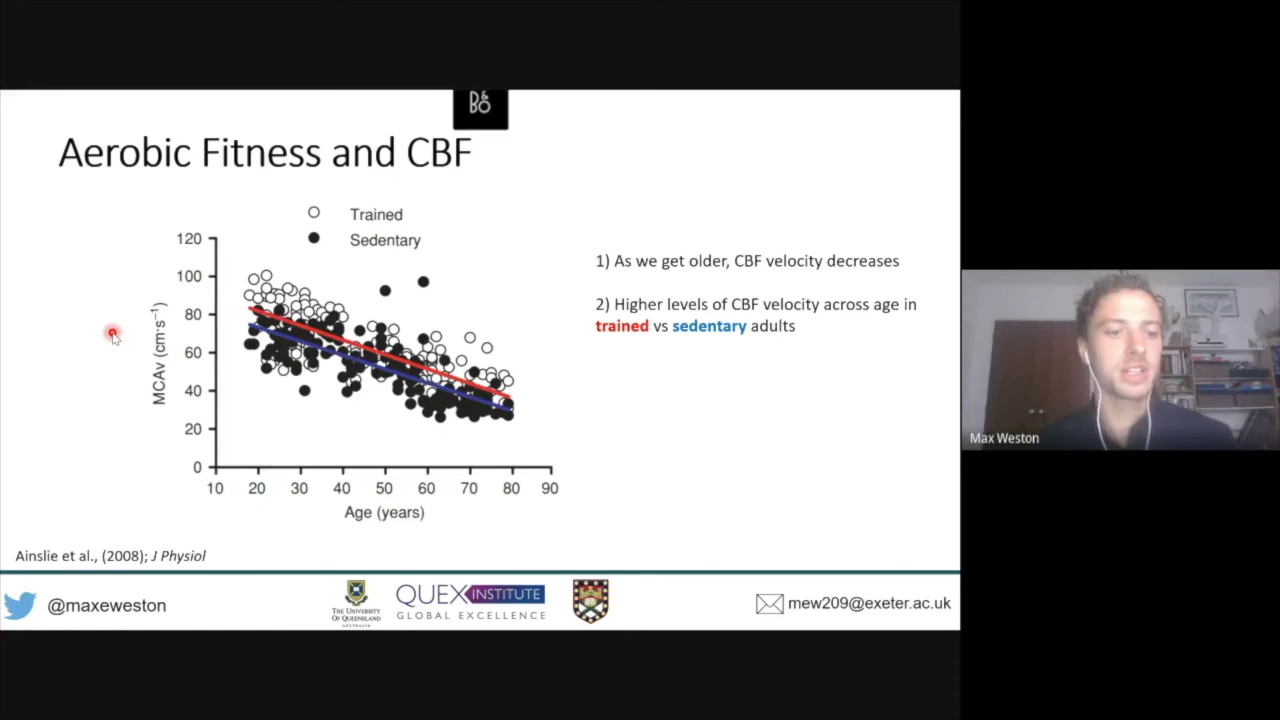 B&O
Aerobic Fitness and CBF
Trained
Sedentary
120
100
80
60
40
20
0
MCAv (cm·s⁻¹)
10 20 30 40 50 60 70 80 90
Age (years)
1) As we get older, CBF velocity decreases
2) Higher levels of CBF velocity across age in
trained vs sedentary adults
Max Weston
Ainslie et al., (2008); J Physiol
@maxeweston
THE UNIVERSITY
OF QUEENSLAND
AUSTRALIA
QUEX INSTITUTE
GLOBAL EXCELLENCE
mew209@exeter.ac.uk